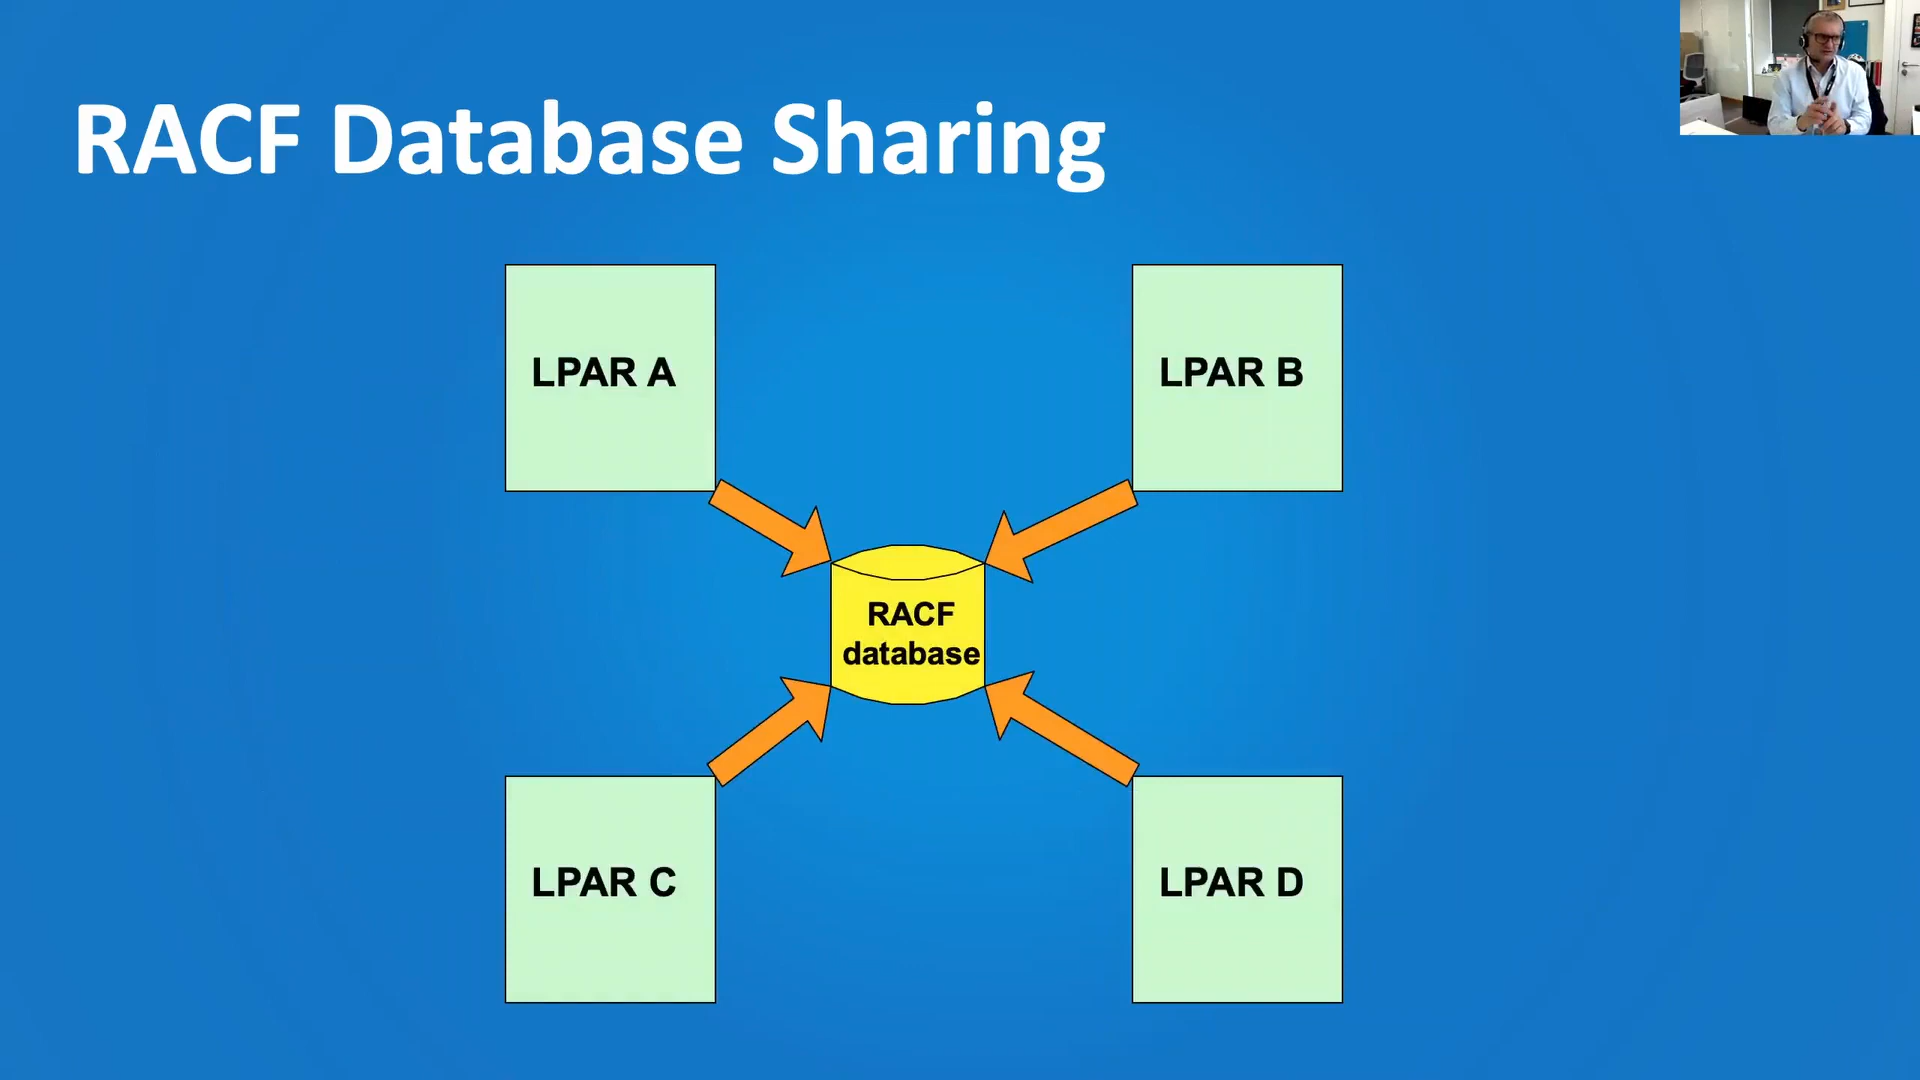 RACF Database Sharing
LPAR A
LPAR B
RACF
database
LPAR C
LPAR D